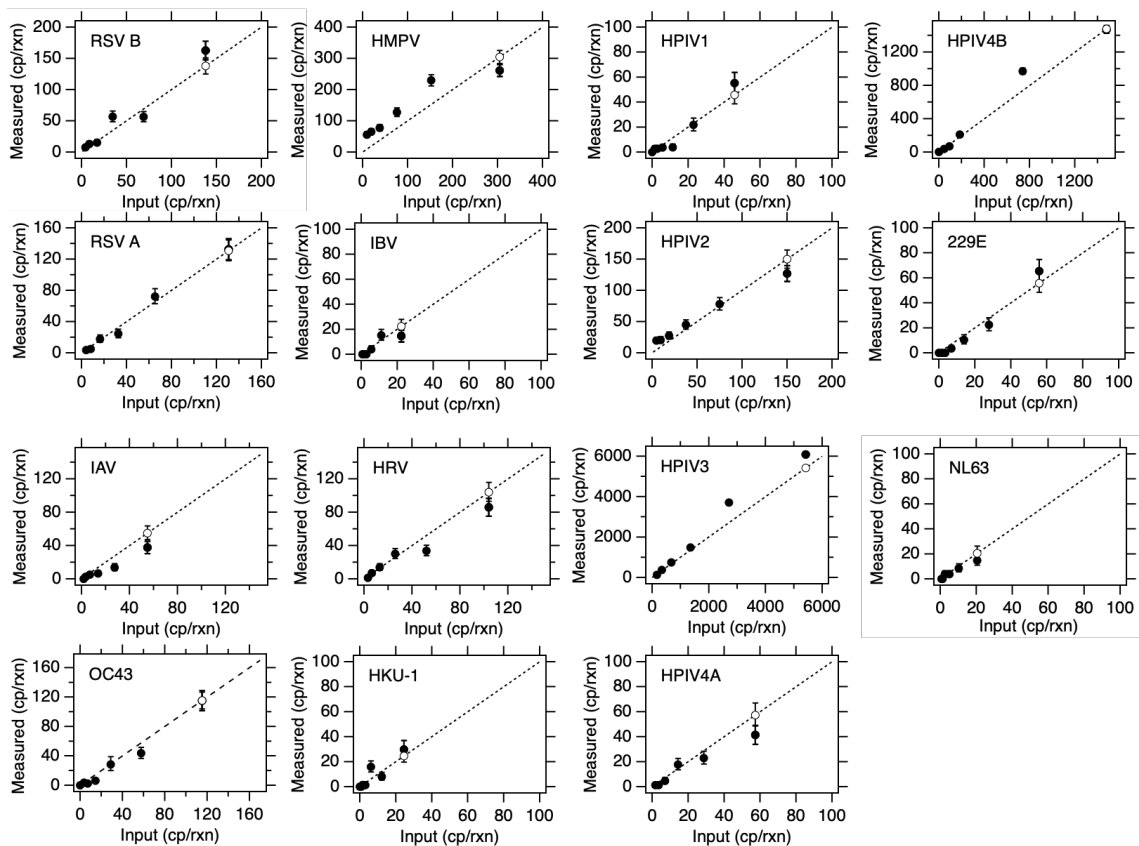 Measured (cp/rxn)
200
150
100
50
0
RSV B
0 50 100 150 200
Input (cp/rxn)
Measured (cp/rxn)
400
300
200
100
0
HMPV
0 100 200 300 400
Input (cp/rxn)
Measured (cp/rxn)
100
80
60
40
20
0
HPIV1
0 20 40 60 80 100
Input (cp/rxn)
Measured (cp/rxn)
1200
800
400
0
HPIV4B
0 400 800 1200
Input (cp/rxn)
Measured (cp/rxn)
160
120
80
40
0
RSV A
0 40 80 120 160
Input (cp/rxn)
Measured (cp/rxn)
100
80
60
40
20
0
IBV
0 20 40 60 80 100
Input (cp/rxn)
Measured (cp/rxn)
200
150
100
50
0
HPIV2
0 50 100 150 200
Input (cp/rxn)
Measured (cp/rxn)
100
80
60
40
20
0
229E
0 20 40 60 80 100
Input (cp/rxn)
Measured (cp/rxn)
120
80
40
0
IAV
0 40 80 120
Input (cp/rxn)
Measured (cp/rxn)
120
80
40
0
HRV
0 40 80 120
Input (cp/rxn)
Measured (cp/rxn)
6000
4000
2000
0
HPIV3
0 2000 4000 6000
Input (cp/rxn)
Measured (cp/rxn)
100
80
60
40
20
0
NL63
0 20 40 60 80 100
Input (cp/rxn)
Measured (cp/rxn)
160
120
80
40
0
OC43
0 40 80 120 160
Input (cp/rxn)
Measured (cp/rxn)
100
80
60
40
20
0
HKU-1
0 20 40 60 80 100
Input (cp/rxn)
Measured (cp/rxn)
100
80
60
40
20
0
HPIV4A
0 20 40 60 80 100
Input (cp/rxn)